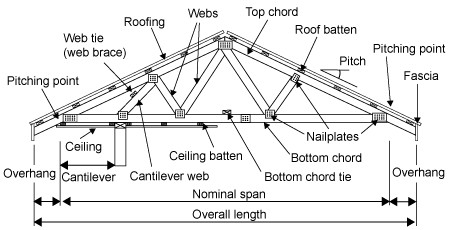 Roofing
Webs
Top chord
Roof batten
Web tie
(web brace)
Pitching point
Pitch
Pitching point
Fascia
Ceiling
Nailplates
Ceiling batten
Bottom chord
Cantilever web
Bottom chord tie
Overhang
Cantilever
Overhang
Nominal span
Overall length